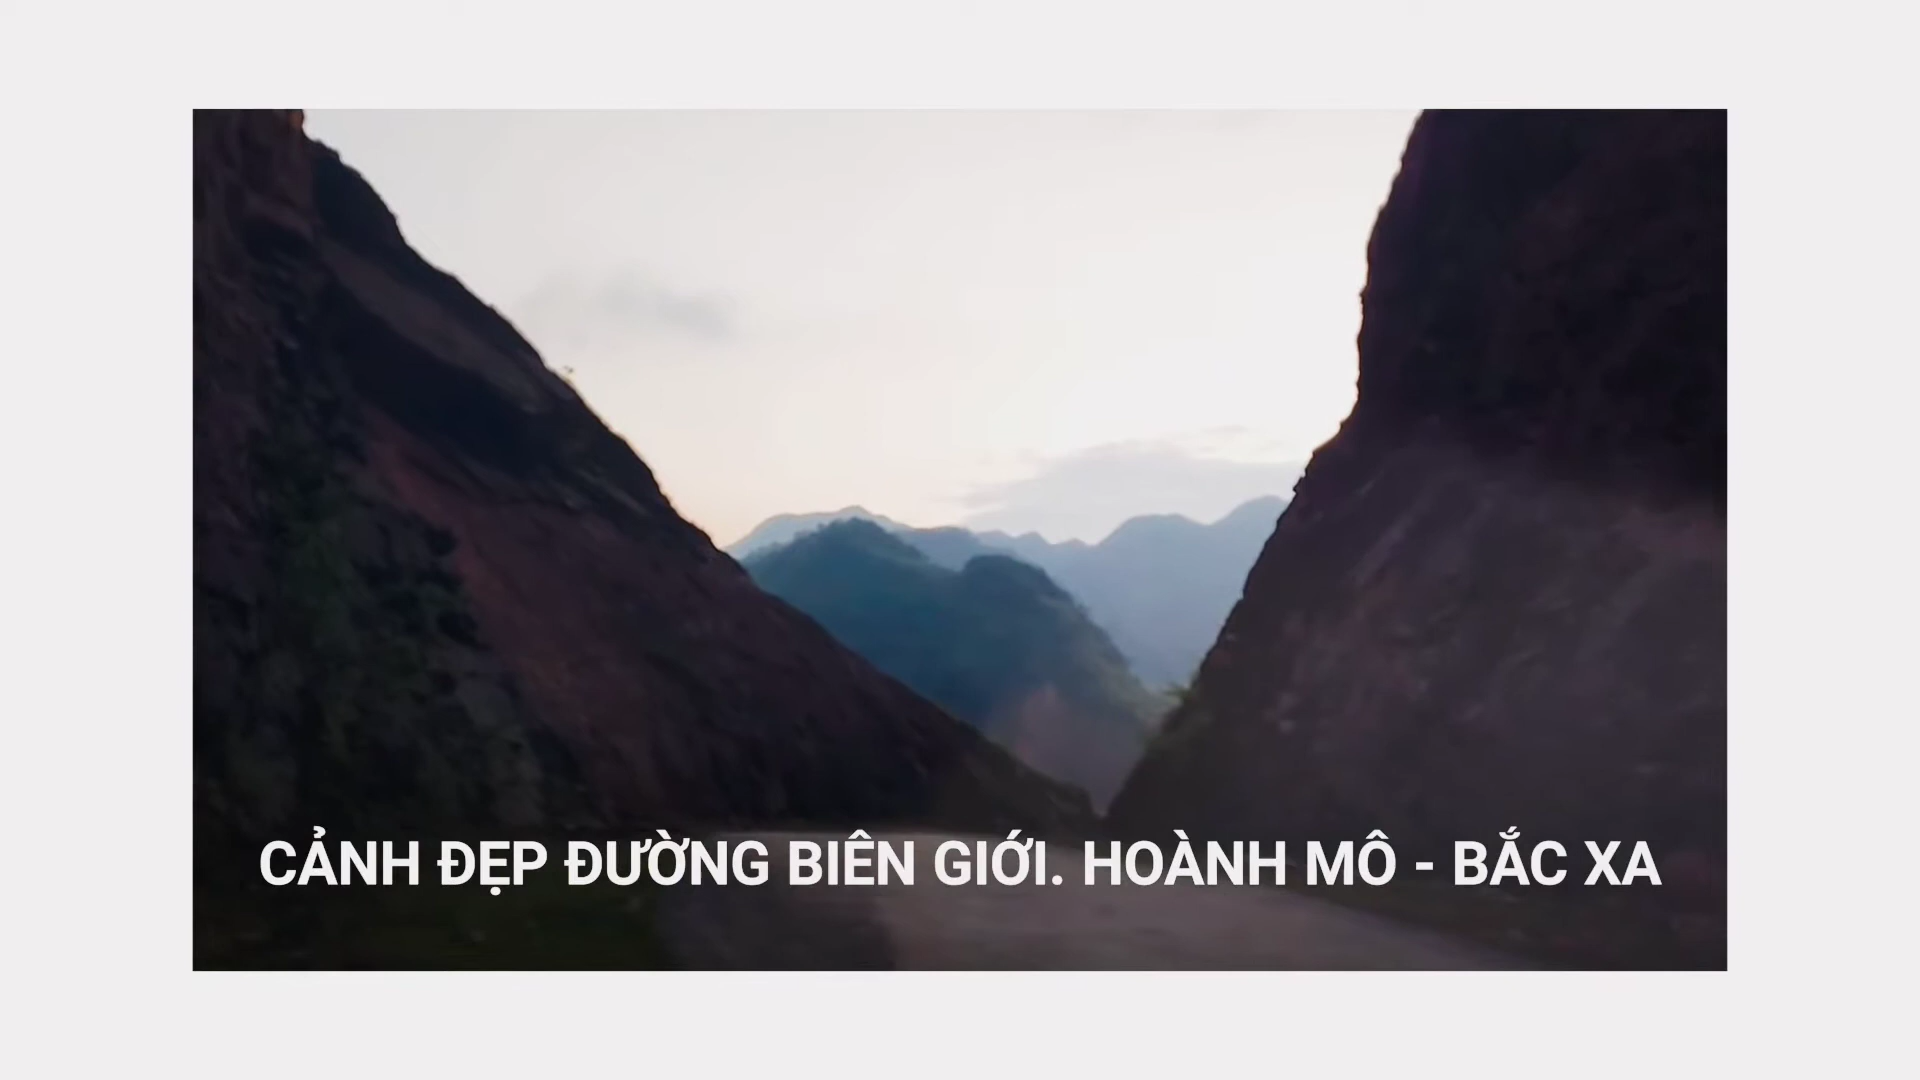 CẢNH ĐẸP ĐƯỜNG BIÊN GIỚI. HOÀNH MÔ - BẮC XA